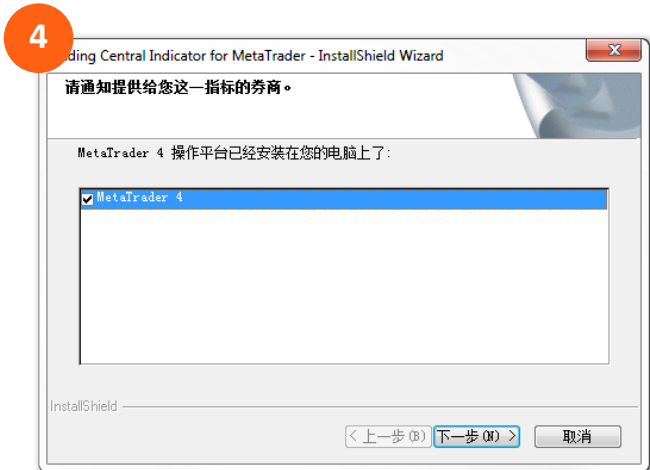 4
ding Central Indicator for MetaTrader - InstallShield Wizard
请通知提供给您这一指标的券商。
MetaTrader 4 操作平台已经安装在您的电脑上了:
MetaTrader 4
InstallShield
< 上一步(B) 下一步(N) > 取消